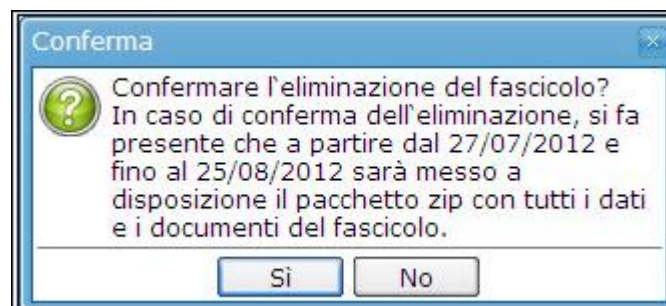 Conferma
Confermare l`eliminazione del fascicolo?
In caso di conferma dell`eliminazione, si fa
presente che a partire dal 27/07/2012 e
fino al 25/08/2012 sarà messo a
disposizione il pacchetto zip con tutti i dati
e i documenti del fascicolo.
Sì
No